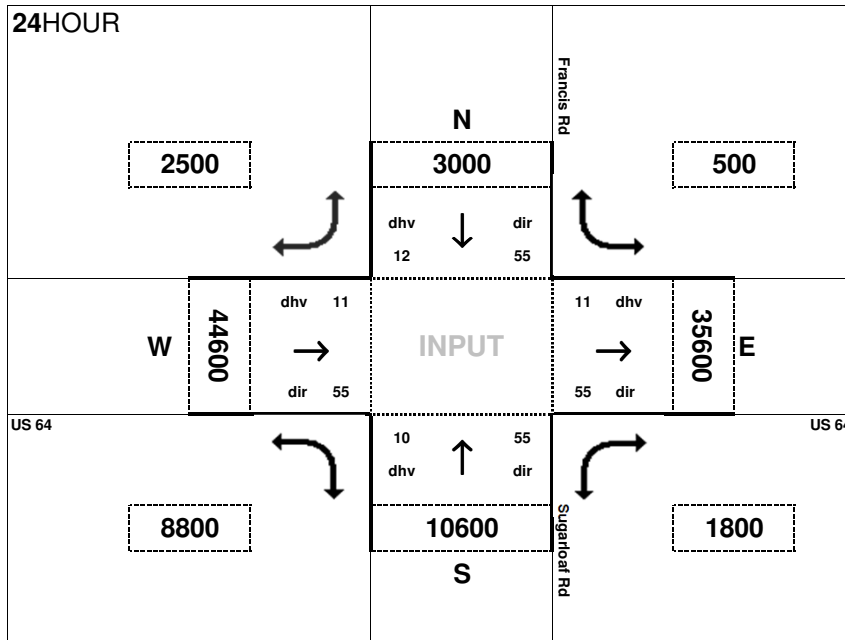 24HOUR
Francis Rd
N
2500
3000
500
dhv
dir
12
55
dhv 11
11 dhv
W
44600
INPUT
35600
E
dir 55
55 dir
US 64
US 64
10
55
dhv
dir
8800
10600
Sugarloaf Rd
1800
S